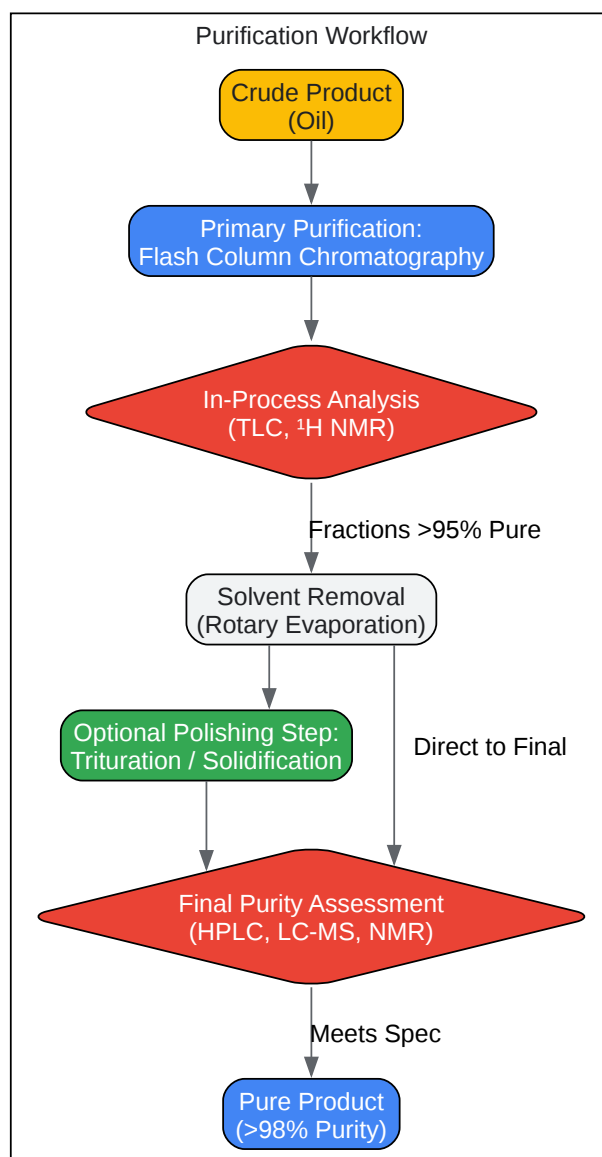 Purification Workflow
Crude Product
(Oil)
Primary Purification:
Flash Column Chromatography
In-Process Analysis
(TLC, ¹H NMR)
Fractions >95% Pure
Solvent Removal
(Rotary Evaporation)
Optional Polishing Step:
Trituration / Solidification
Direct to Final
Final Purity Assessment
(HPLC, LC-MS, NMR)
Meets Spec
Pure Product
(>98% Purity)